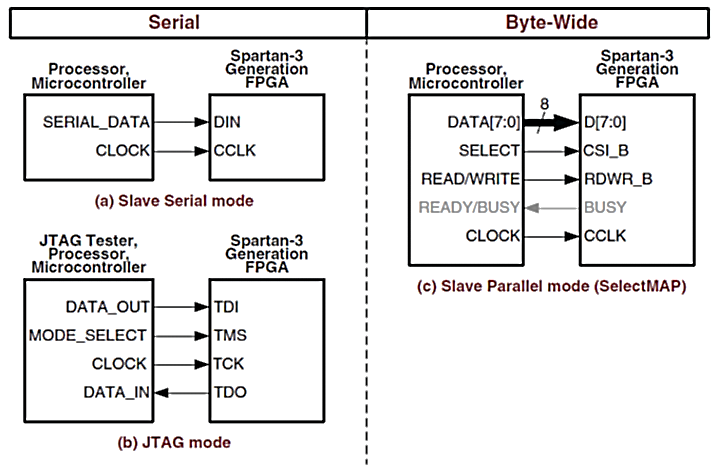 Serial
Byte-Wide
Processor,
Microcontroller
Spartan-3
Generation
FPGA
SERIAL_DATA
DIN
CLOCK
CCLK
(a) Slave Serial mode
JTAG Tester,
Processor,
Microcontroller
Spartan-3
Generation
FPGA
DATA_OUT
TDI
MODE_SELECT
TMS
CLOCK
TCK
DATA_IN
TDO
(b) JTAG mode
Processor,
Microcontroller
Spartan-3
Generation
FPGA
8
DATA[7:0]
D[7:0]
SELECT
CSI_B
READ/WRITE
RDWR_B
READY/BUSY
BUSY
CLOCK
CCLK
(c) Slave Parallel mode (SelectMAP)